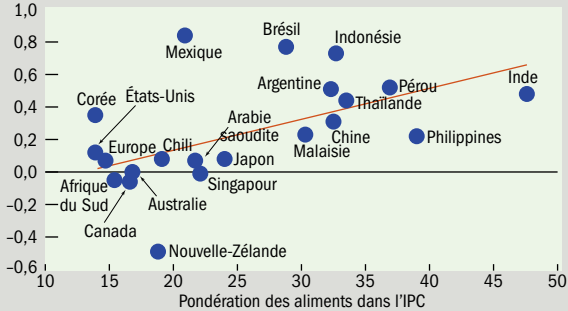 1,0
0,8
0,6
0,4
0,2
0,0
–0,2
–0,4
–0,6
Mexique
Brésil
Indonésie
Argentine
Pérou
Thaïlande
Inde
Corée
États-Unis
Arabie
saoudite
Europe
Chili
Japon
Malaisie
Chine
Philippines
Afrique
du Sud
Singapour
Australie
Canada
Nouvelle-Zélande
10 15 20 25 30 35 40 45 50
Pondération des aliments dans l’IPC